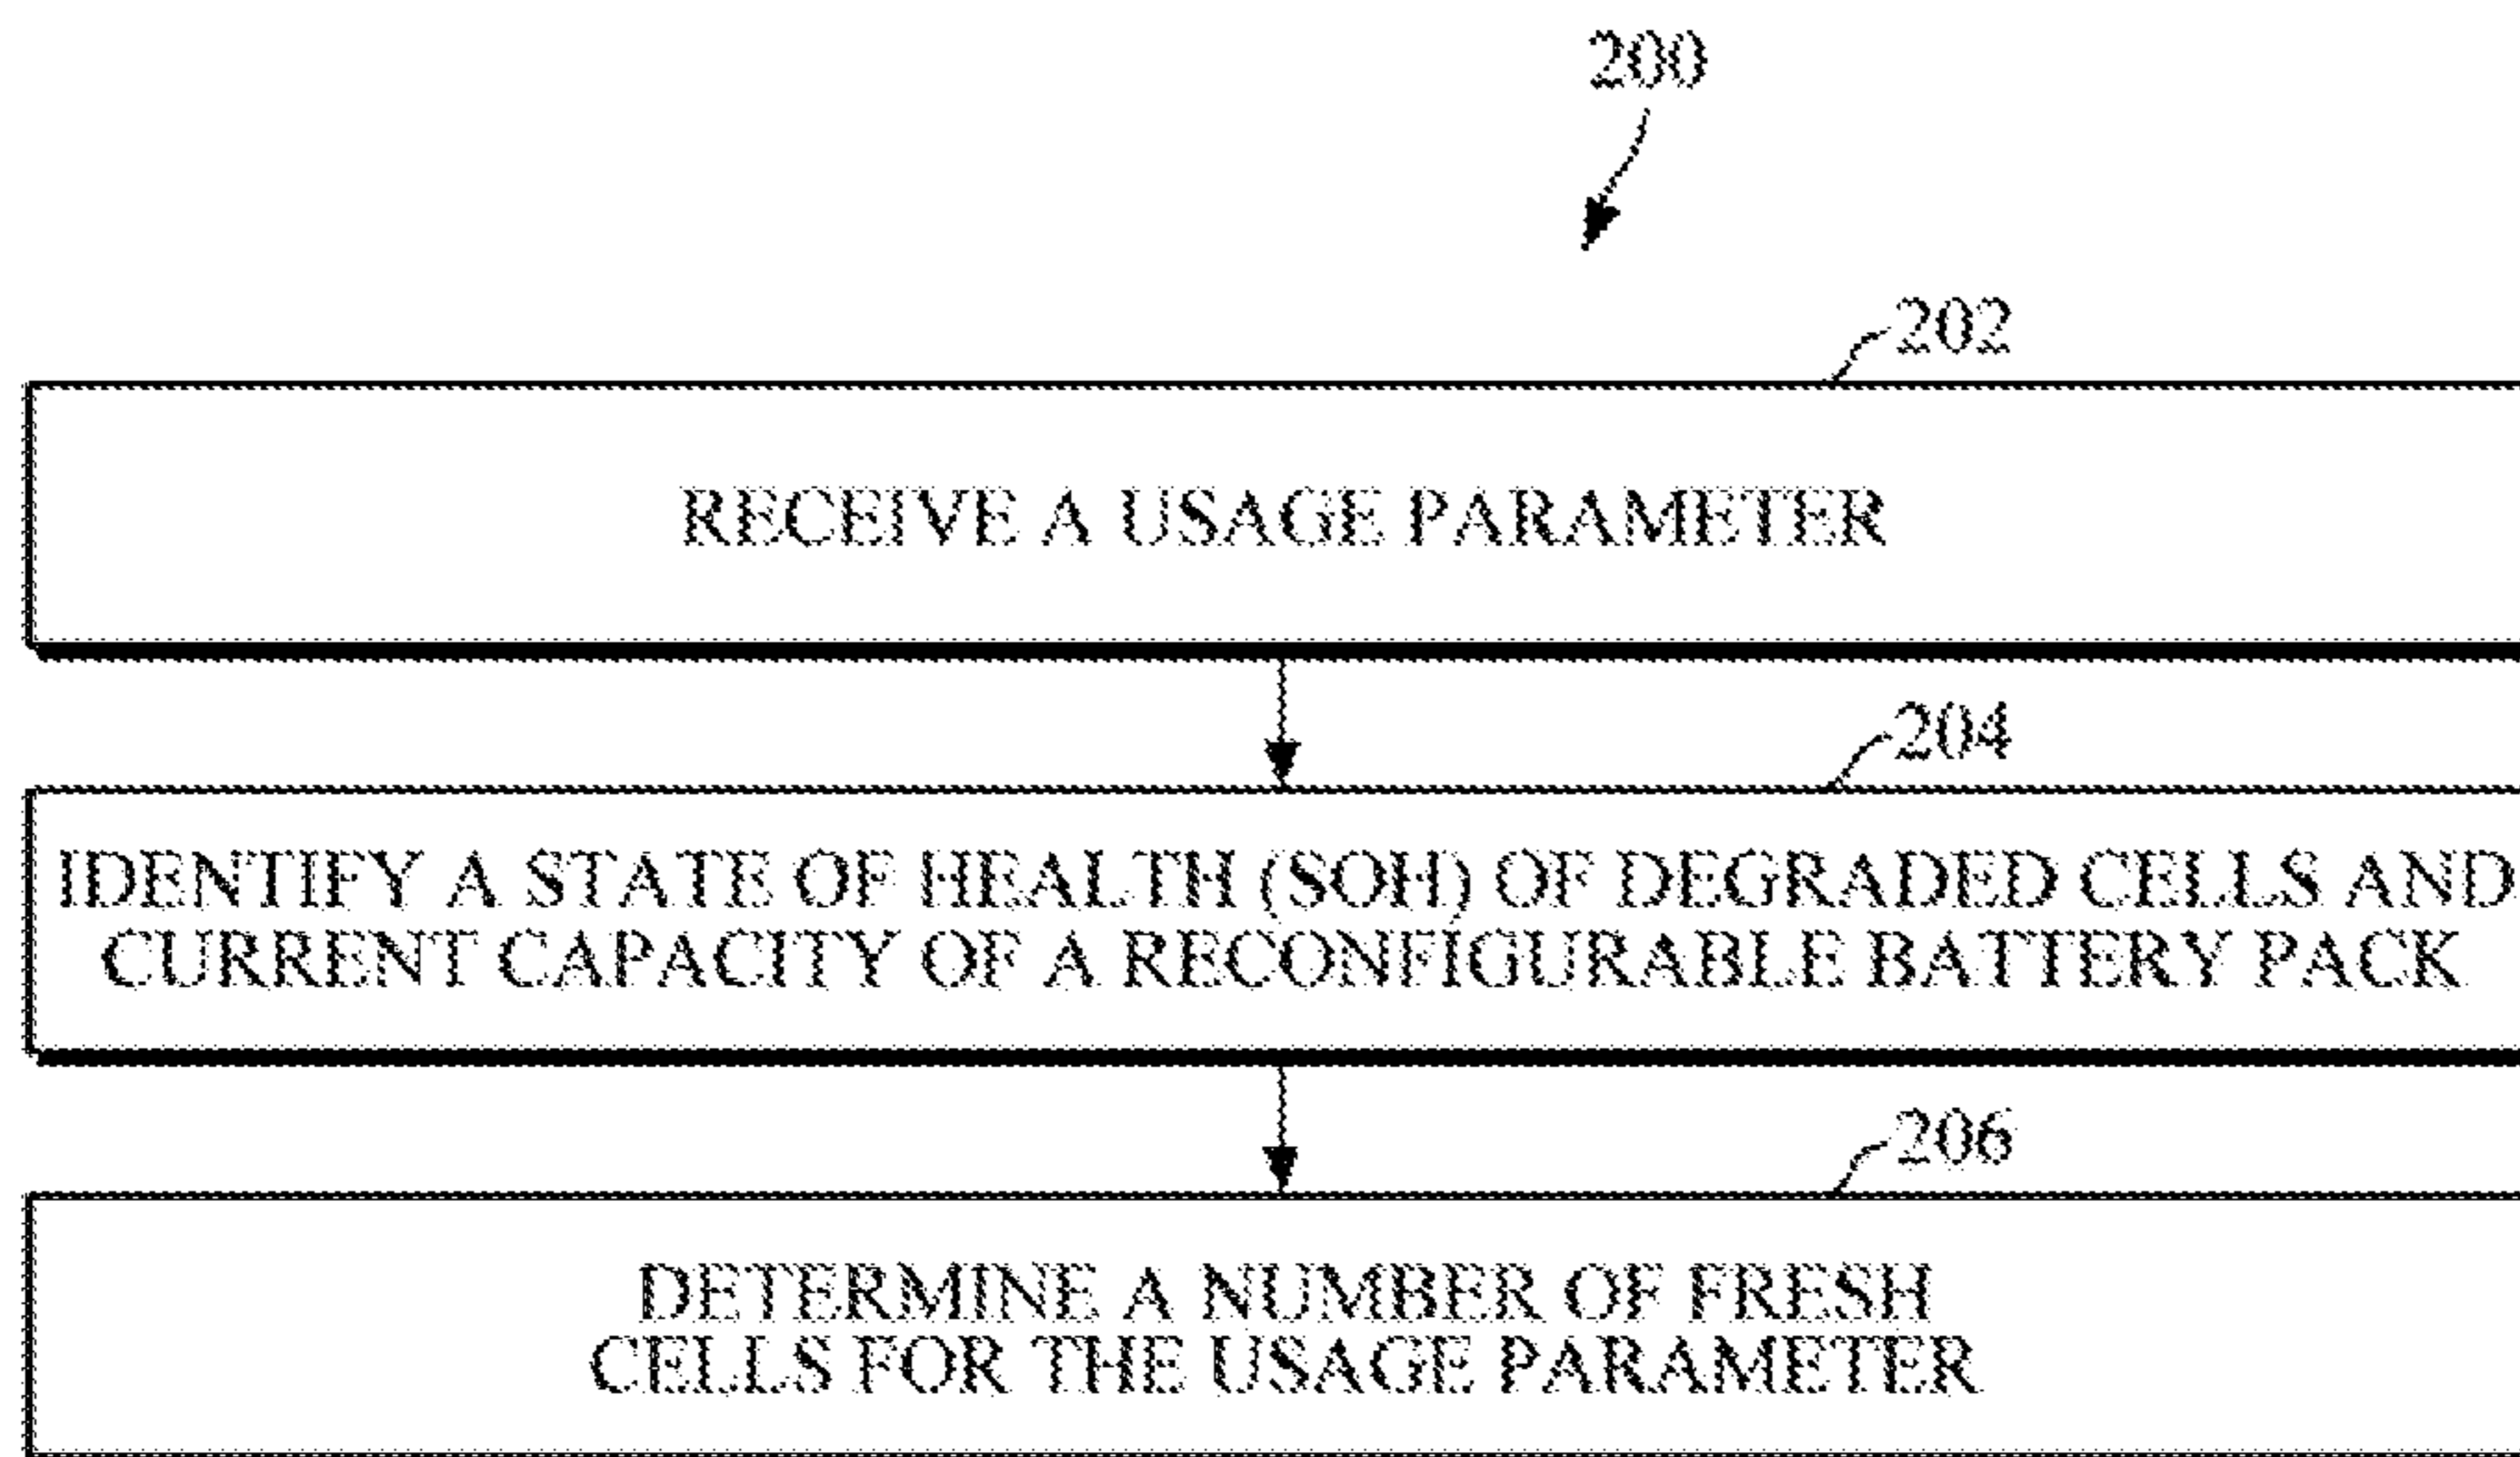 200
202
RECEIVE A USAGE PARAMETER
204
IDENTIFY A STATE OF HEALTH (SOH) OF DEGRADED CELLS AND
CURRENT CAPACITY OF A RECONFIGURABLE BATTERY PACK
206
DETERMINE A NUMBER OF FRESH
CELLS FOR THE USAGE PARAMETER